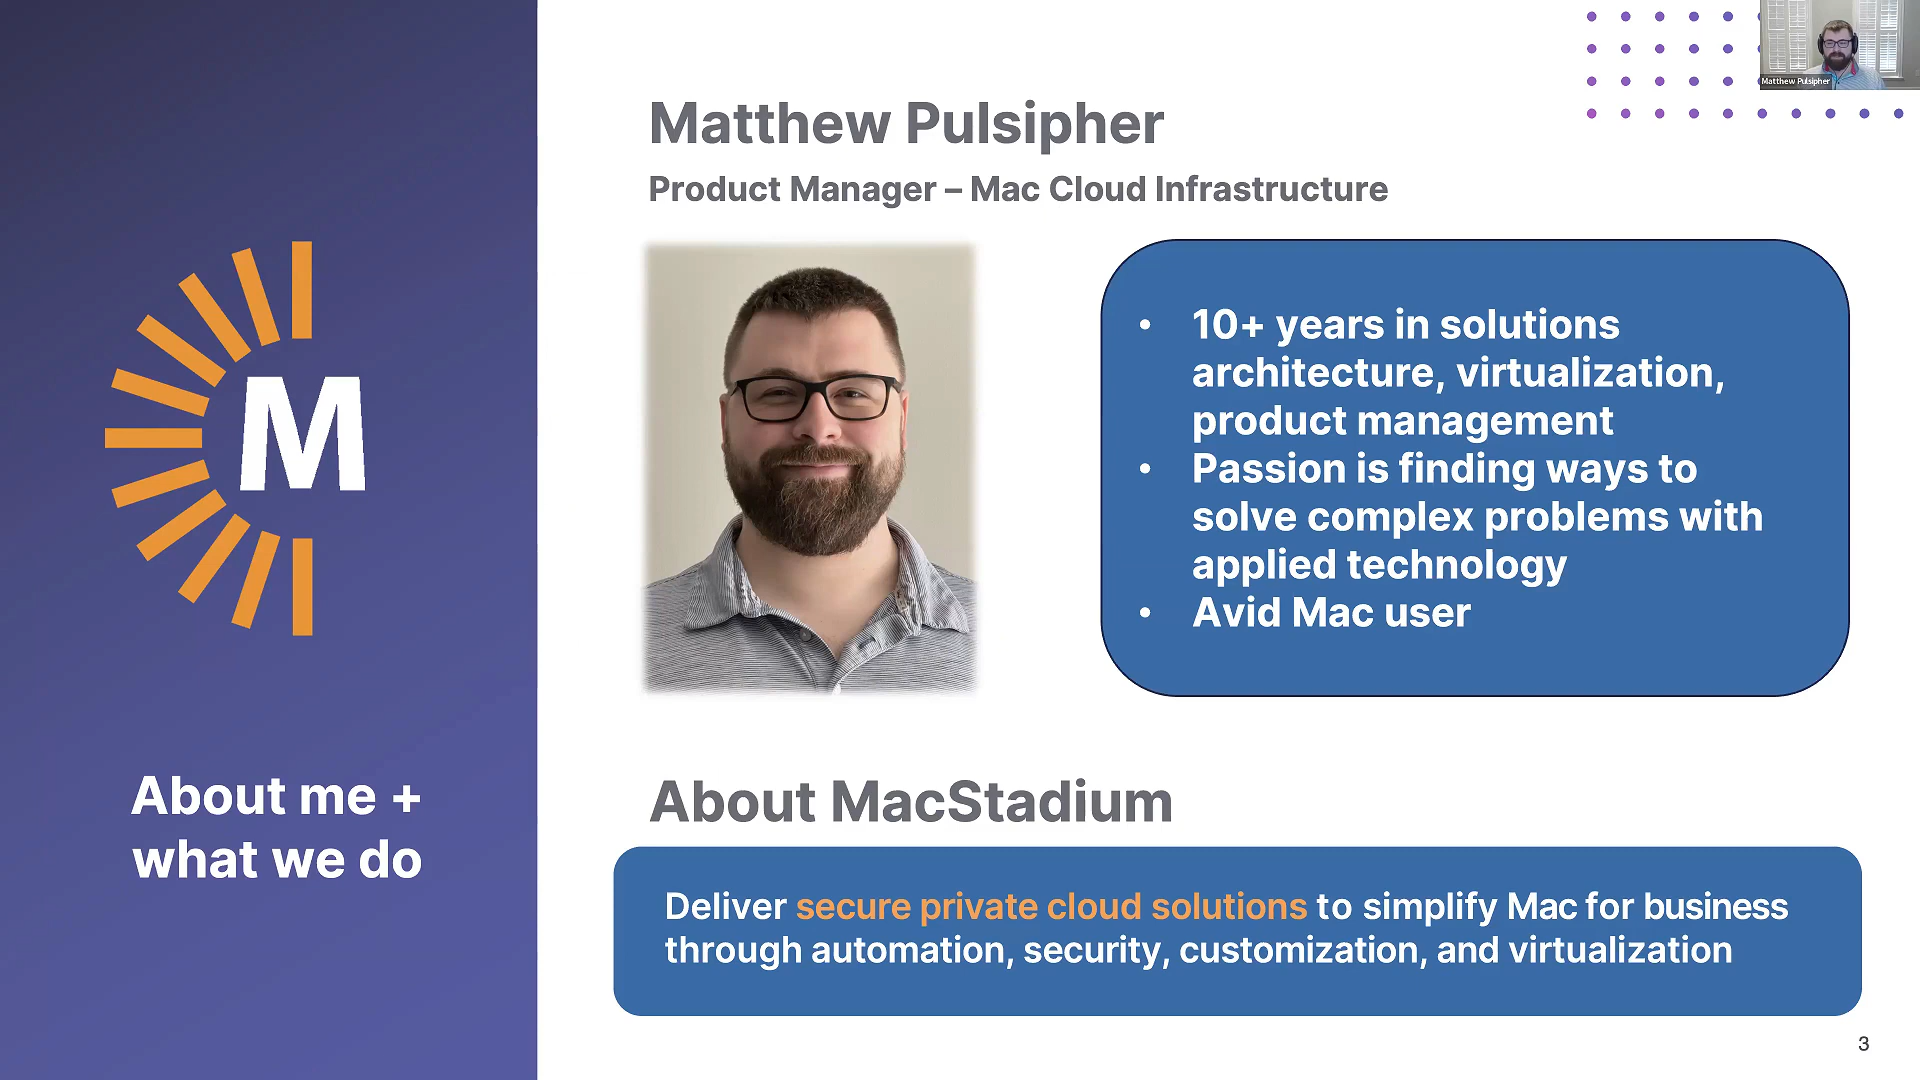 Matthew Pulsipher
Matthew Pulsipher
Product Manager – Mac Cloud Infrastructure
• 10+ years in solutions
architecture, virtualization,
product management
• Passion is finding ways to
solve complex problems with
applied technology
• Avid Mac user
M
About me +
what we do
About MacStadium
Deliver secure private cloud solutions to simplify Mac for business
through automation, security, customization, and virtualization
3